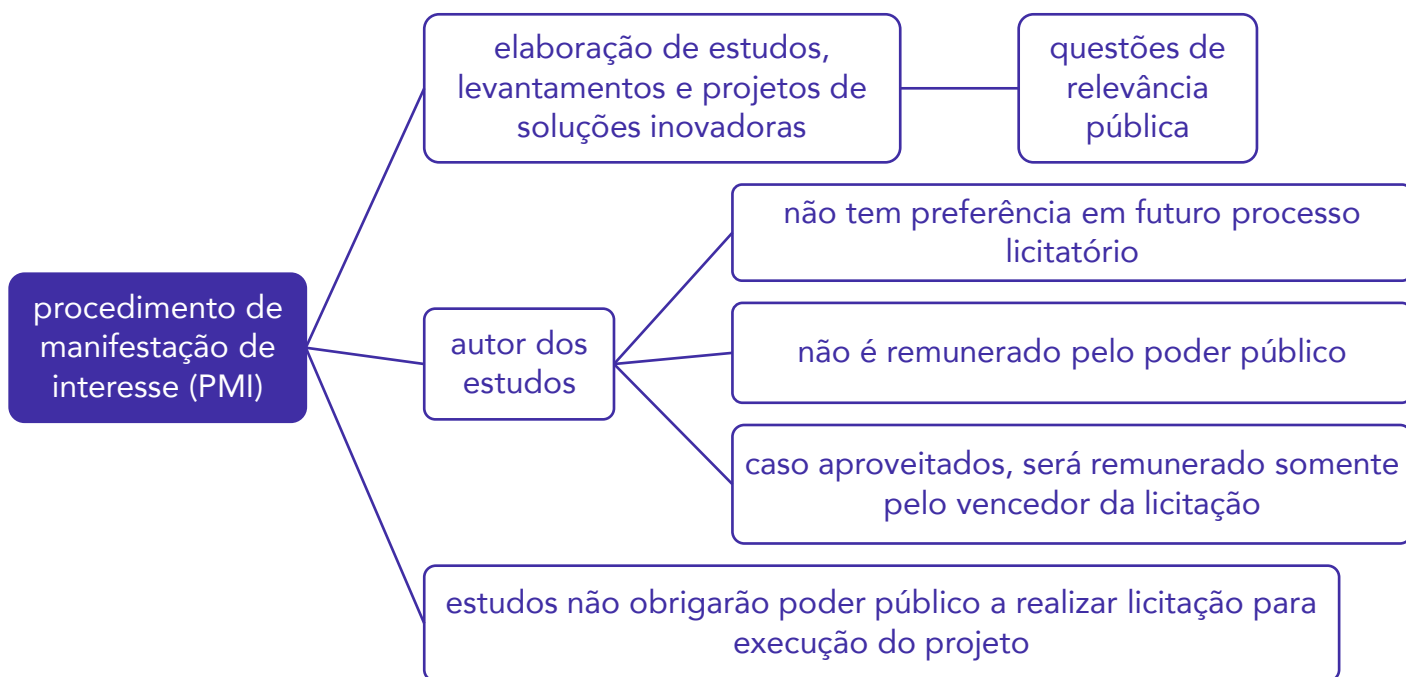 procedimento de
manifestação de
interesse (PMI)
elaboração de estudos,
levantamentos e projetos de
soluções inovadoras
questões de
relevância
pública
autor dos
estudos
não tem preferência em futuro processo
licitatório
não é remunerado pelo poder público
caso aproveitados, será remunerado somente
pelo vencedor da licitação
estudos não obrigarão poder público a realizar licitação para
execução do projeto